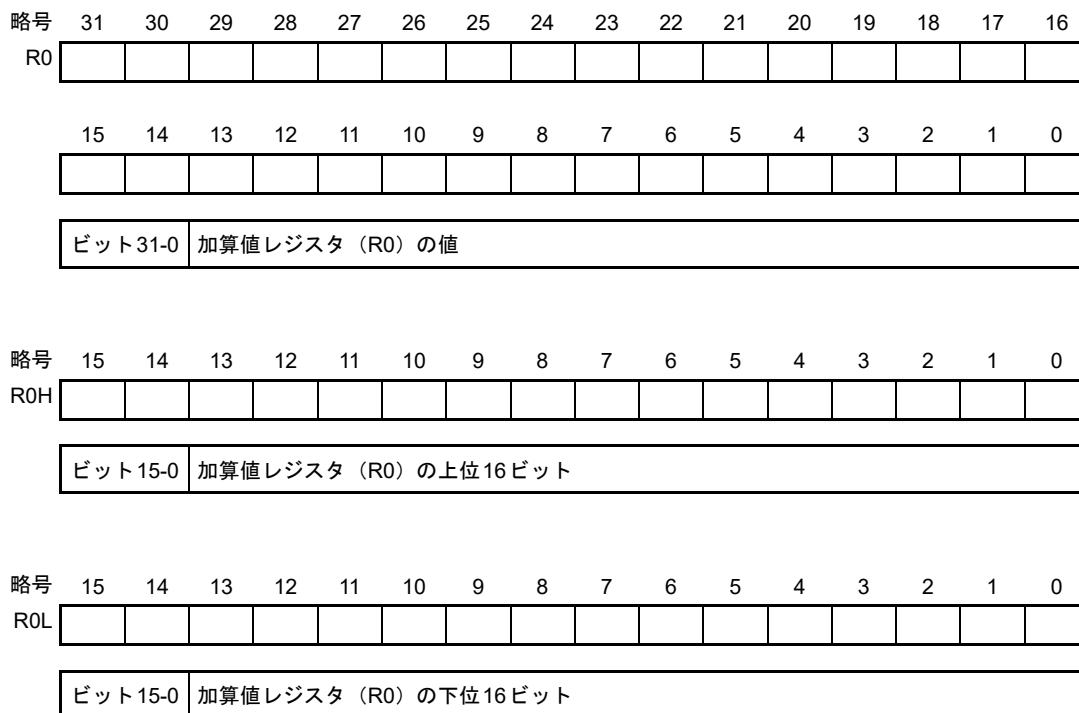 略号 31 30 29 28 27 26 25 24 23 22 21 20 19 18 17 16
R0
15 14 13 12 11 10 9 8 7 6 5 4 3 2 1 0
ビット31-0 加算値レジスタ（R0）の値
略号 15 14 13 12 11 10 9 8 7 6 5 4 3 2 1 0
R0H
ビット15-0 加算値レジスタ（R0）の上位16ビット
略号 15 14 13 12 11 10 9 8 7 6 5 4 3 2 1 0
R0L
ビット15-0 加算値レジスタ（R0）の下位16ビット